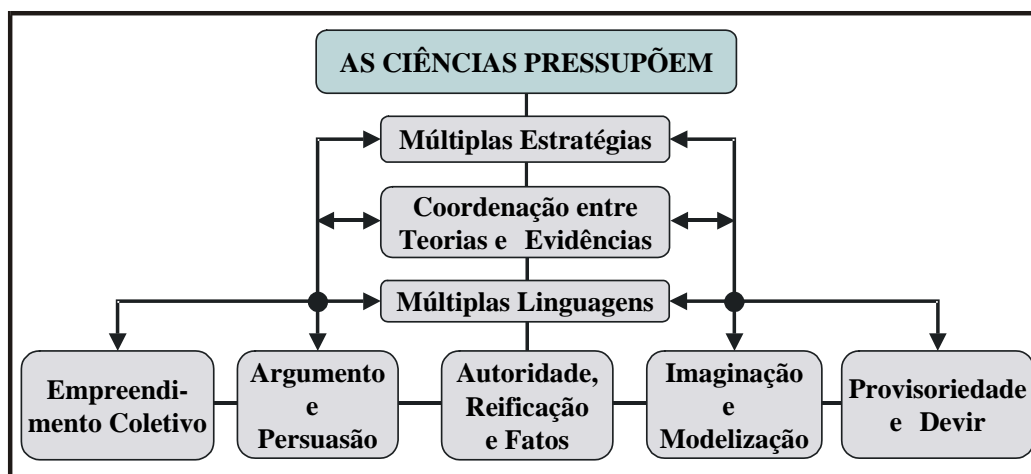 AS CIÊNCIAS PRESSUPÕEM
Múltiplas Estratégias
Coordenação entre
Teorias e Evidências
Múltiplas Linguagens
Empreendi-
mento Coletivo
Argumento
e
Persuasão
Autoridade,
Reificação
e Fatos
Imaginação
e
Modelização
Provisoriedade
e Devir